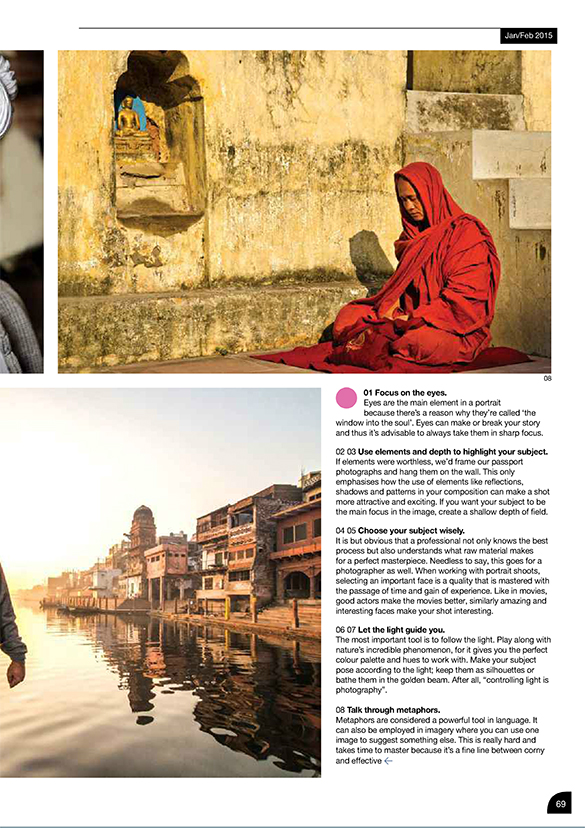 Jan/Feb 2015
08
01 Focus on the eyes.
Eyes are the main element in a portrait
because there's a reason why they're called 'the
window into the soul'. Eyes can make or break your story
and thus it's advisable to always take them in sharp focus.
02 03 Use elements and depth to highlight your subject.
If elements were worthless, we'd frame our passport
photographs and hang them on the wall. This only
emphasises how the use of elements like reflections,
shadows and patterns in your composition can make a shot
more attractive and exciting. If you want your subject to be
the main focus in the image, create a shallow depth of field.
04 05 Choose your subject wisely.
It is but obvious that a professional not only knows the best
process but also understands what raw material makes
for a perfect masterpiece. Needless to say, this goes for a
photographer as well. When working with portrait shoots,
selecting an important face is a quality that is mastered with
the passage of time and gain of experience. Like in movies,
good actors make the movies better, similarly amazing and
interesting faces make your shot interesting.
06 07 Let the light guide you.
The most important tool is to follow the light. Play along with
nature's incredible phenomenon, for it gives you the perfect
colour palette and hues to work with. Make your subject
pose according to the light; keep them as silhouettes or
bathe them in the golden beam. After all, "controlling light is
photography".
08 Talk through metaphors.
Metaphors are considered a powerful tool in language. It
can also be employed in imagery where you can use one
image to suggest something else. This is really hard and
takes time to master because it's a fine line between corny
and effective ←
69